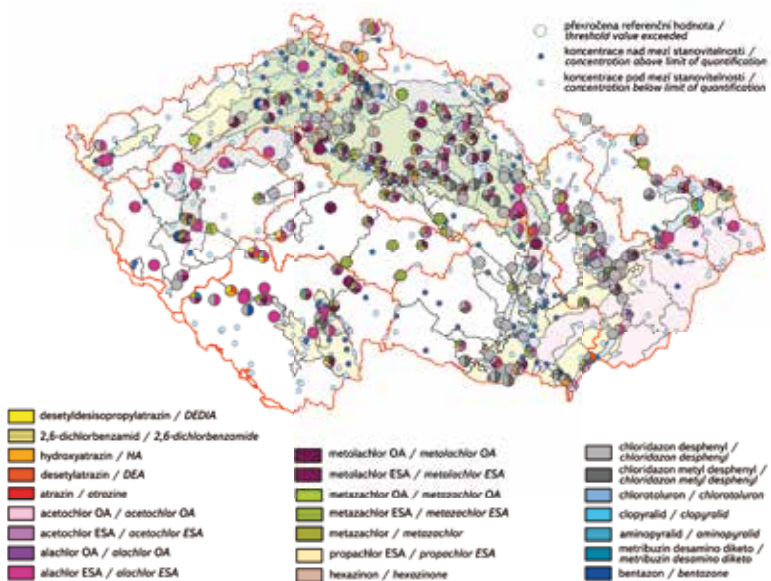 překročena referenční hodnota /
threshold value exceeded
koncentrace nad mezí stanovitelnosti /
concentration above limit of quantification
koncentrace pod mezí stanovitelnosti /
concentration below limit of quantification
desetyldesisopropylatrazin / DEDIA
2,6-dichlorbenzamid / 2,6-dichlorbenzamide
hydroxyatrazin / HA
desetylatrazin / DEA
atrazin / atrazine
acetochlor OA / acetochlor OA
acetochlor ESA / acetochlor ESA
alachlor OA / alachlor OA
alachlor ESA / alachlor ESA
metolachlor OA / metolachlor OA
metolachlor ESA / metolachlor ESA
metazachlor OA / metazachlor OA
metazachlor ESA / metazachlor ESA
metazachlor / metazachlor
propachlor ESA / propachlor ESA
hexazinon / hexazinone
chloridazon desphenyl /
chloridazon desphenyl
chloridazon metyl desphenyl /
chloridazon metyl desphenyl
chlorotoluron / chlorotoluron
clopyralid / clopyralid
aminopyralid / aminopyralid
metribuzin desamino diketo /
metribuzin desamino diketo
bentazon / bentazone